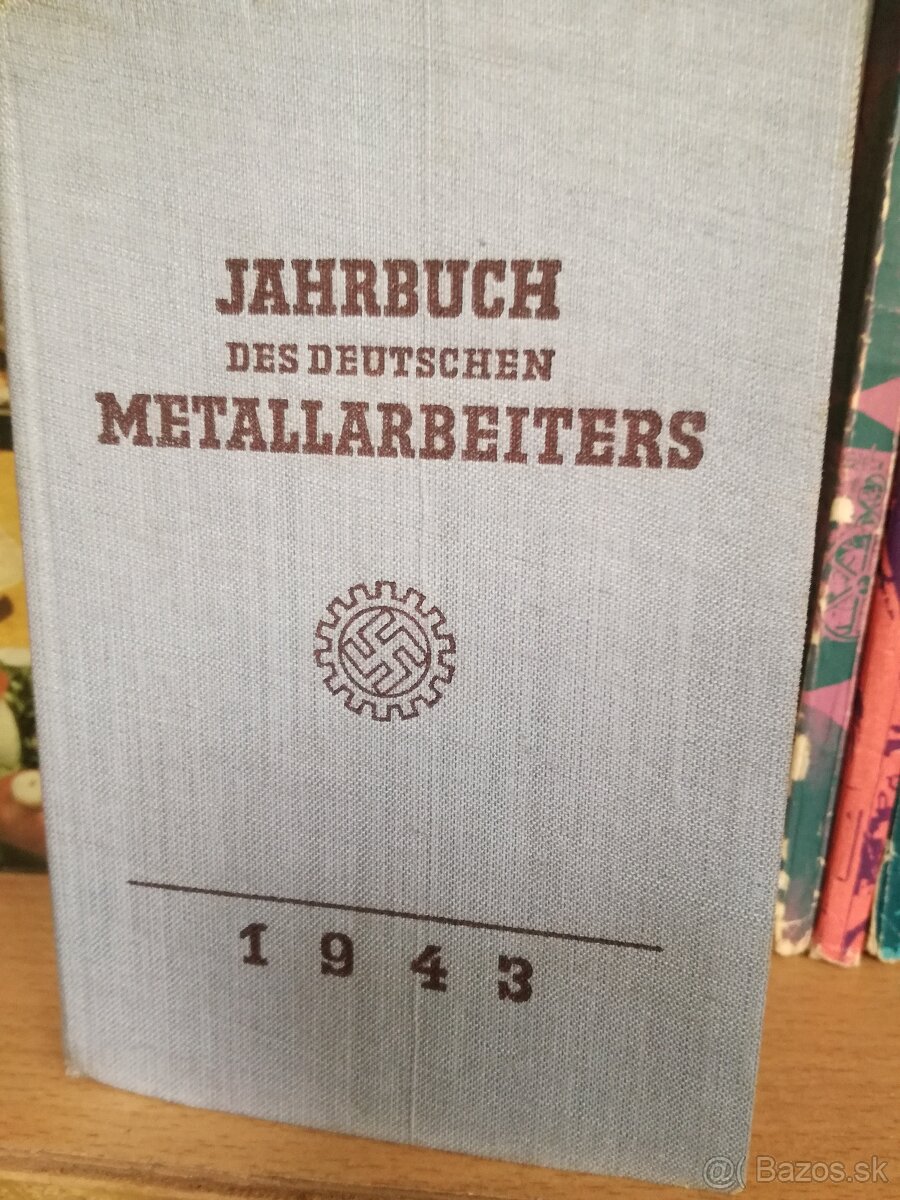 JAHRBUCH
DES DEUTSCHEN
METALLARBEITERS
1943
@ Bazos.sk